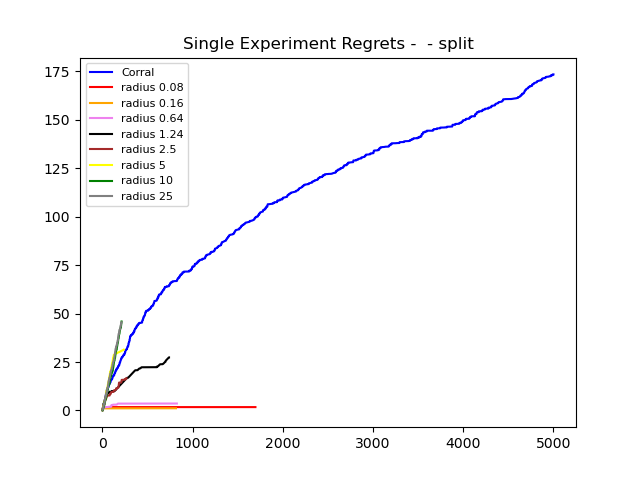 Single Experiment Regrets -  - split
175
150
125
100
75
50
25
0
Corral
radius 0.08
radius 0.16
radius 0.64
radius 1.24
radius 2.5
radius 5
radius 10
radius 25
0 1000 2000 3000 4000 5000